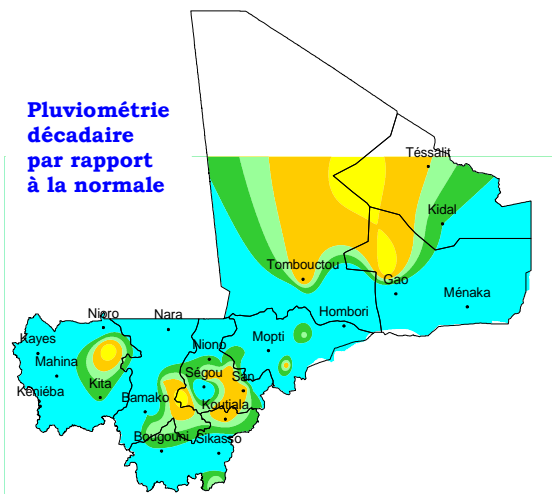 Pluviométrie
décadaire
par rapport
à la normale
Téssalit
Kidal
Tombouctou
Gao
Ménaka
Hombori
Nioro
Nara
Kayes
Niono
Mopti
Mahina
Ségou
San
Kéniéba
Kita
Bamako
Koutiala
Bougouni
Sikasso